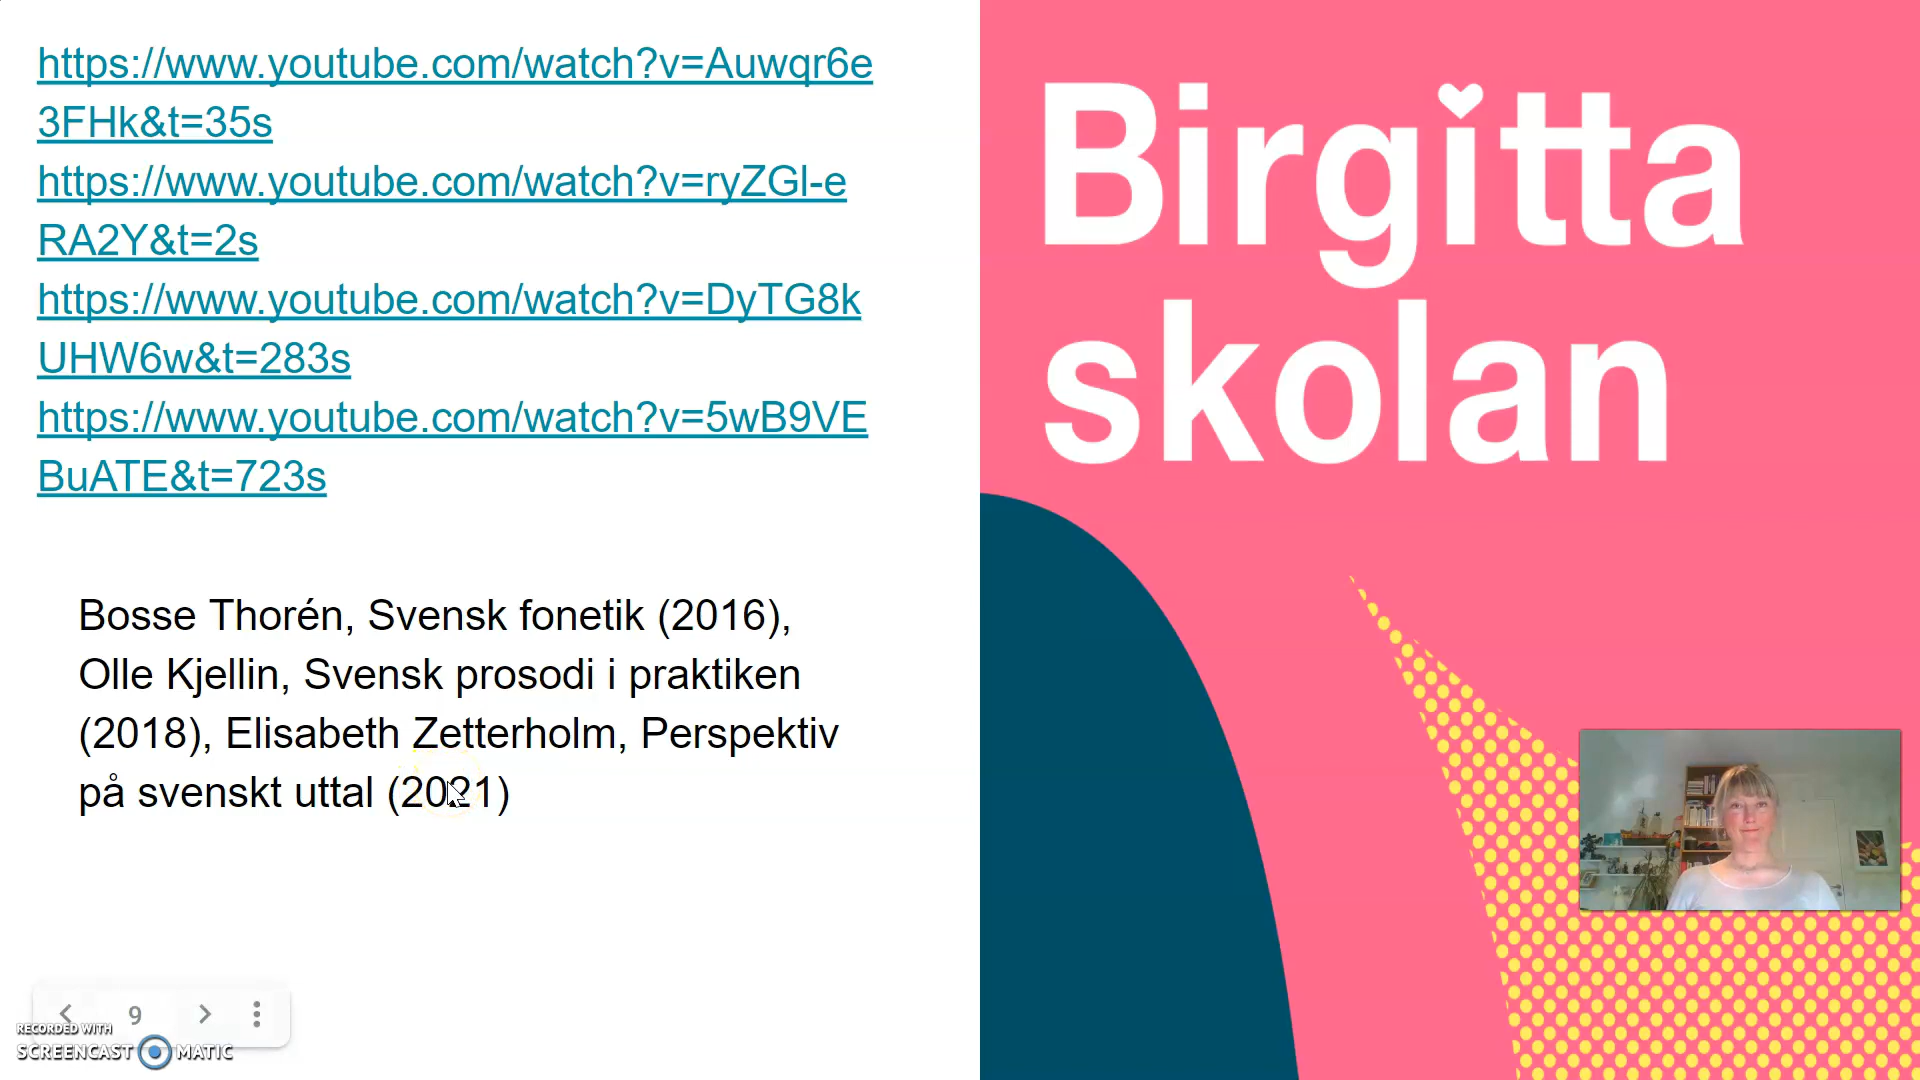 https://www.youtube.com/watch?v=Auwqr6e
3FHk&t=35s
https://www.youtube.com/watch?v=ryZGl-e
RA2Y&t=2s
https://www.youtube.com/watch?v=DyTG8k
UHW6w&t=283s
https://www.youtube.com/watch?v=5wB9VE
BuATE&t=723s
Bosse Thorén, Svensk fonetik (2016),
Olle Kjellin, Svensk prosodi i praktiken
(2018), Elisabeth Zetterholm, Perspektiv
på svenskt uttal (2021)
Birgitta
skolan
9
RECORDED WITH
SCREENCAST MATIC